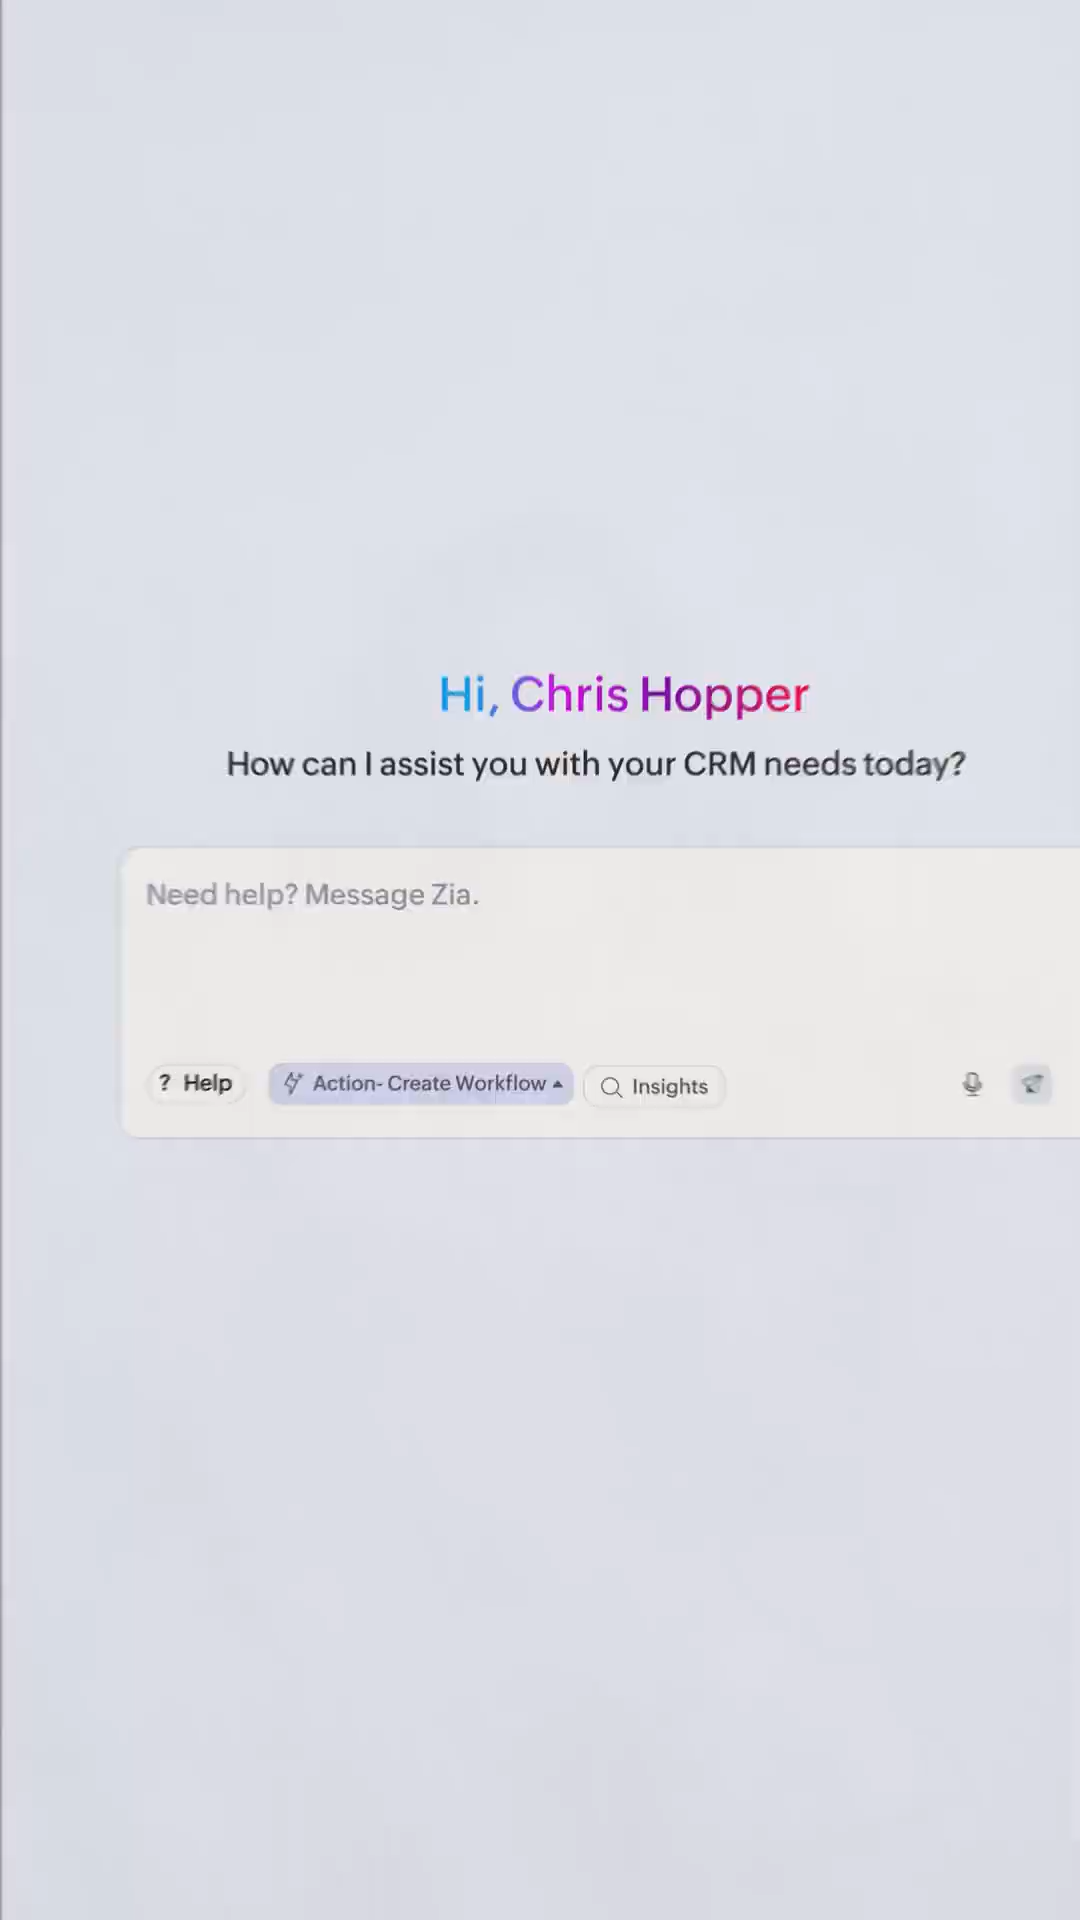 Hi, Chris Hopper
How can I assist you with your CRM needs today?
Need help? Message Zia.
? Help
Action- Create Workflow
Insights